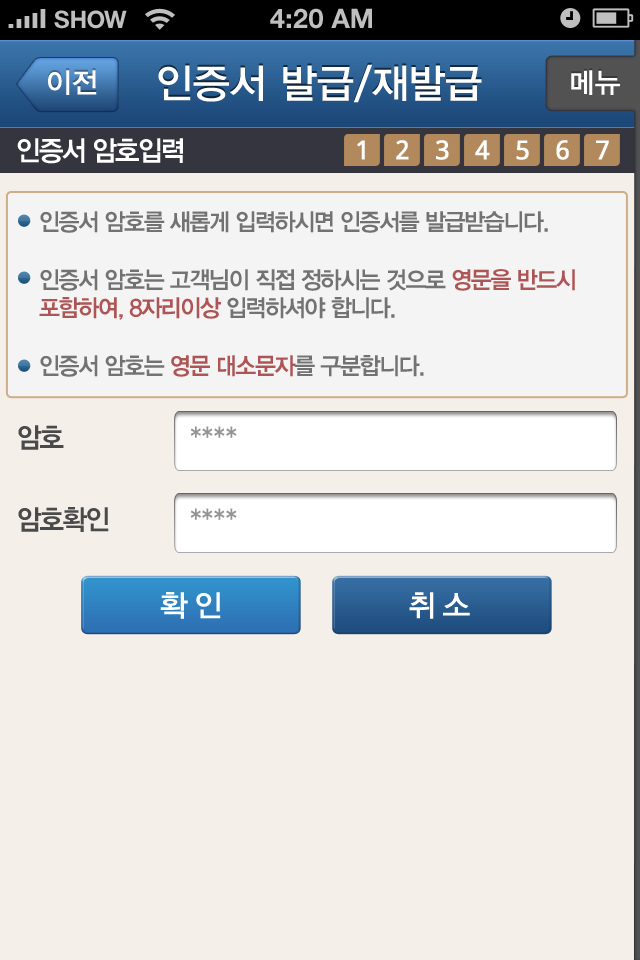 SHOW 4:20 AM
이전 인증서 발급/재발급 메뉴
인증서 암호입력 1 2 3 4 5 6 7
인증서 암호를 새롭게 입력하시면 인증서를 발급받습니다.
인증서 암호는 고객님이 직접 정하시는 것으로 영문을 반드시
포함하여, 8자리이상 입력하셔야 합니다.
인증서 암호는 영문 대소문자를 구분합니다.
암호 ****
암호확인 ****
확 인 취 소